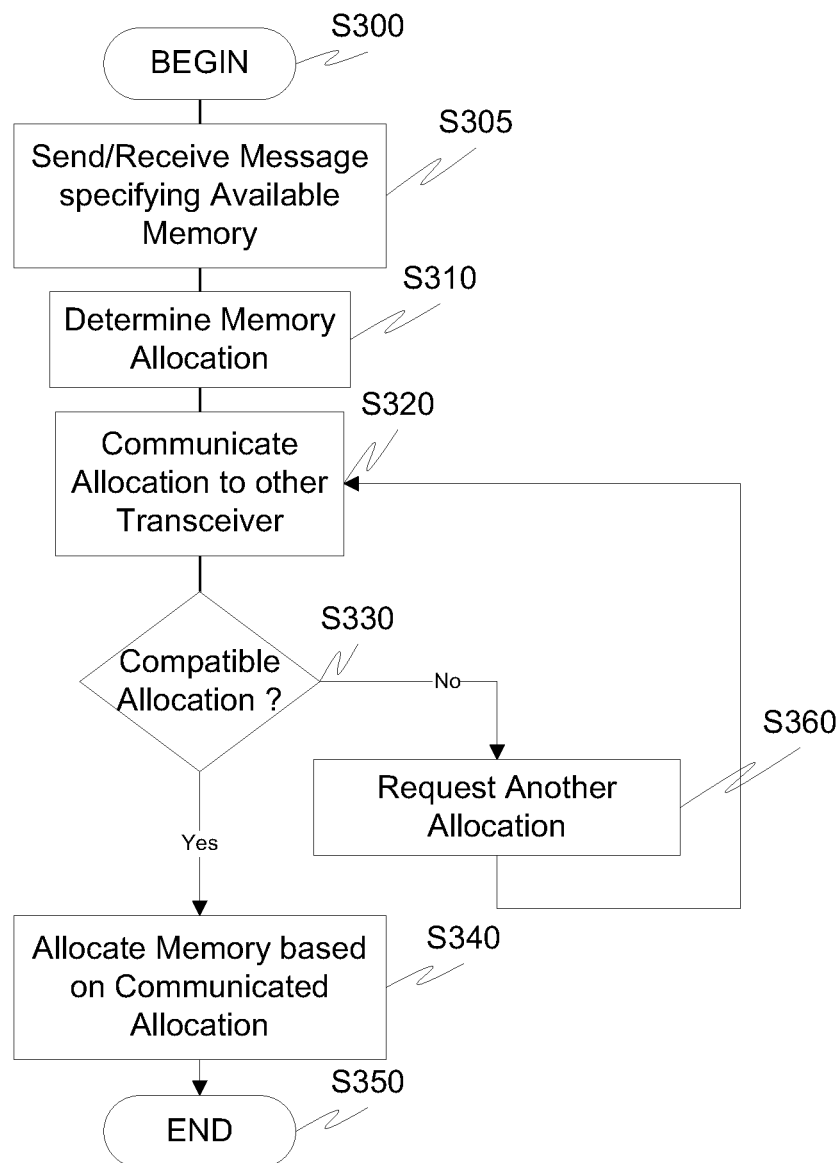 S300
BEGIN
S305
Send/Receive Message
specifying Available
Memory
S310
Determine Memory
Allocation
S320
Communicate
Allocation to other
Transceiver
S330
Compatible
Allocation ?
No
S360
Request Another
Allocation
Yes
S340
Allocate Memory based
on Communicated
Allocation
S350
END